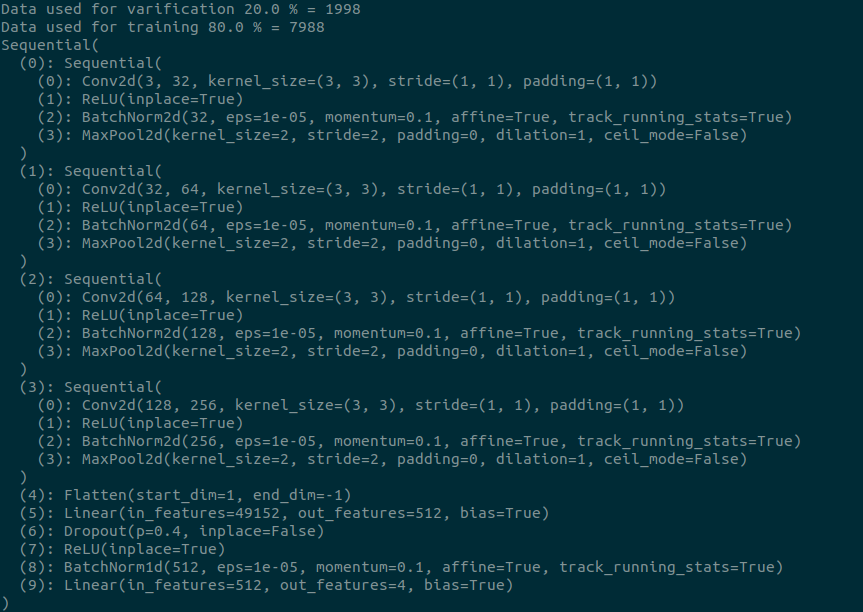 Data used for varification 20.0 % = 1998
Data used for training 80.0 % = 7988
Sequential(
  (0): Sequential(
    (0): Conv2d(3, 32, kernel_size=(3, 3), stride=(1, 1), padding=(1, 1))
    (1): ReLU(inplace=True)
    (2): BatchNorm2d(32, eps=1e-05, momentum=0.1, affine=True, track_running_stats=True)
    (3): MaxPool2d(kernel_size=2, stride=2, padding=0, dilation=1, ceil_mode=False)
  )
  (1): Sequential(
    (0): Conv2d(32, 64, kernel_size=(3, 3), stride=(1, 1), padding=(1, 1))
    (1): ReLU(inplace=True)
    (2): BatchNorm2d(64, eps=1e-05, momentum=0.1, affine=True, track_running_stats=True)
    (3): MaxPool2d(kernel_size=2, stride=2, padding=0, dilation=1, ceil_mode=False)
  )
  (2): Sequential(
    (0): Conv2d(64, 128, kernel_size=(3, 3), stride=(1, 1), padding=(1, 1))
    (1): ReLU(inplace=True)
    (2): BatchNorm2d(128, eps=1e-05, momentum=0.1, affine=True, track_running_stats=True)
    (3): MaxPool2d(kernel_size=2, stride=2, padding=0, dilation=1, ceil_mode=False)
  )
  (3): Sequential(
    (0): Conv2d(128, 256, kernel_size=(3, 3), stride=(1, 1), padding=(1, 1))
    (1): ReLU(inplace=True)
    (2): BatchNorm2d(256, eps=1e-05, momentum=0.1, affine=True, track_running_stats=True)
    (3): MaxPool2d(kernel_size=2, stride=2, padding=0, dilation=1, ceil_mode=False)
  )
  (4): Flatten(start_dim=1, end_dim=-1)
  (5): Linear(in_features=49152, out_features=512, bias=True)
  (6): Dropout(p=0.4, inplace=False)
  (7): ReLU(inplace=True)
  (8): BatchNorm1d(512, eps=1e-05, momentum=0.1, affine=True, track_running_stats=True)
  (9): Linear(in_features=512, out_features=4, bias=True)
)